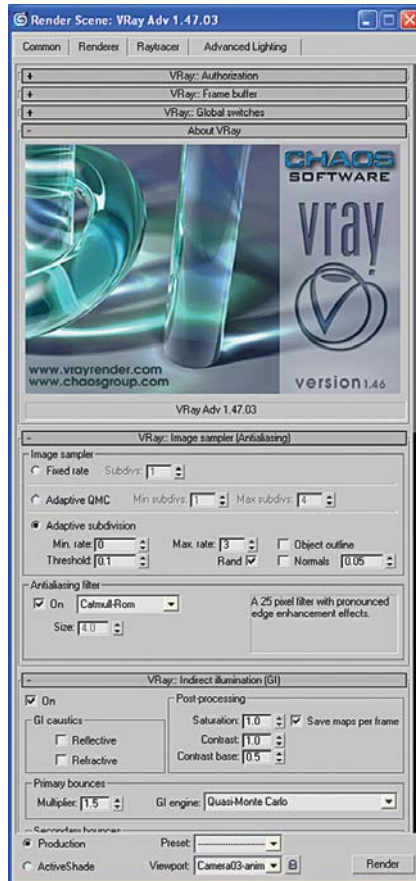 Render Scene: VRay Adv 1.47.03
Common Renderer Raytracer Advanced Lighting
+ VRay:: Authorization
+ VRay:: Frame buffer
+ VRay:: Global switches
- About VRay
CHAOS
SOFTWARE
vray
www.vrayrender.com
www.chaosgroup.com
version 1.46
VRay Adv 1.47.03
- VRay:: Image sampler (Antialiasing)
Image sampler
Fixed rate Subdivs: 1
Adaptive QMC Min subdivs: 1 Max subdivs: 4
Adaptive subdivision
Min. rate: 0 Max. rate: 3 Object outline
Threshold: 0.1 Rand Normals 0.05
Antialiasing filter
On Catmull-Rom
Size: 4.0
A 25 pixel filter with pronounced
edge enhancement effects.
- VRay:: Indirect illumination (GI)
On
Post-processing
Saturation: 1.0 Save maps per frame
Contrast: 1.0
Contrast base: 0.5
GI caustics
Reflective
Refractive
Primary bounces
Multiplier: 1.5 GI engine: Quasi-Monte Carlo
Secondary bounces
Production Preset: -------------------
ActiveShade Viewport: Camera03-anim Render